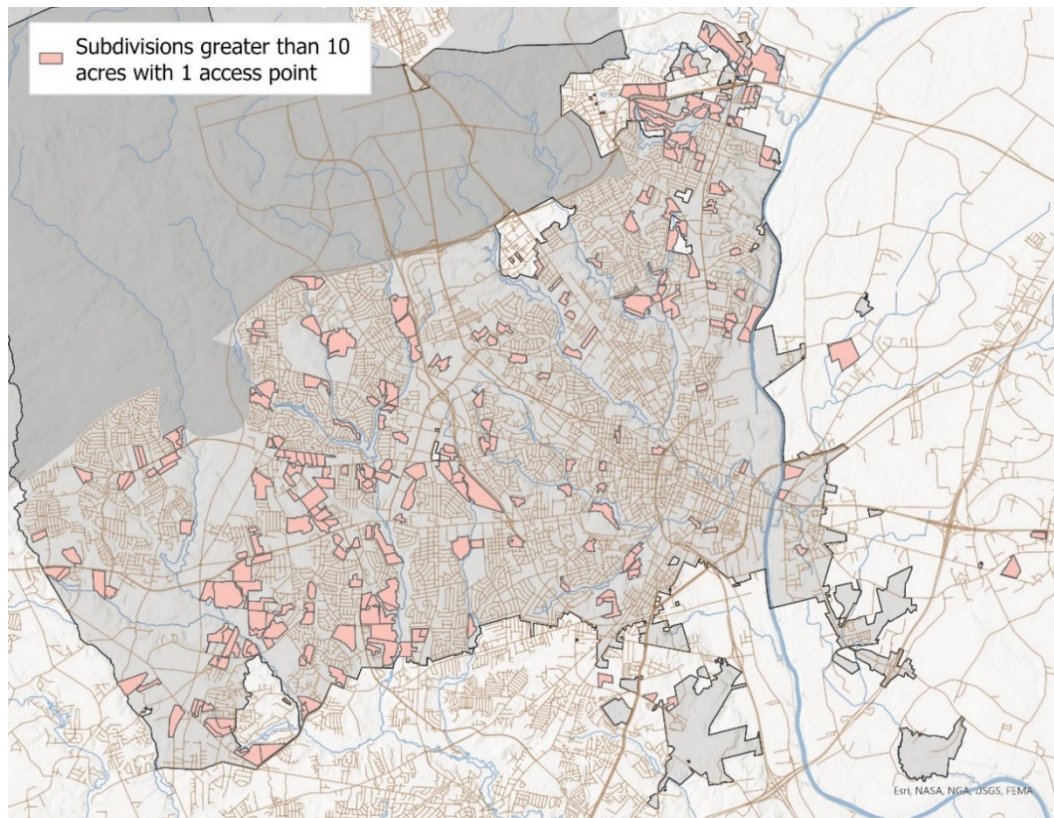 Subdivisions greater than 10
acres with 1 access point
Esri, NASA, NGA, USGS, FEMA